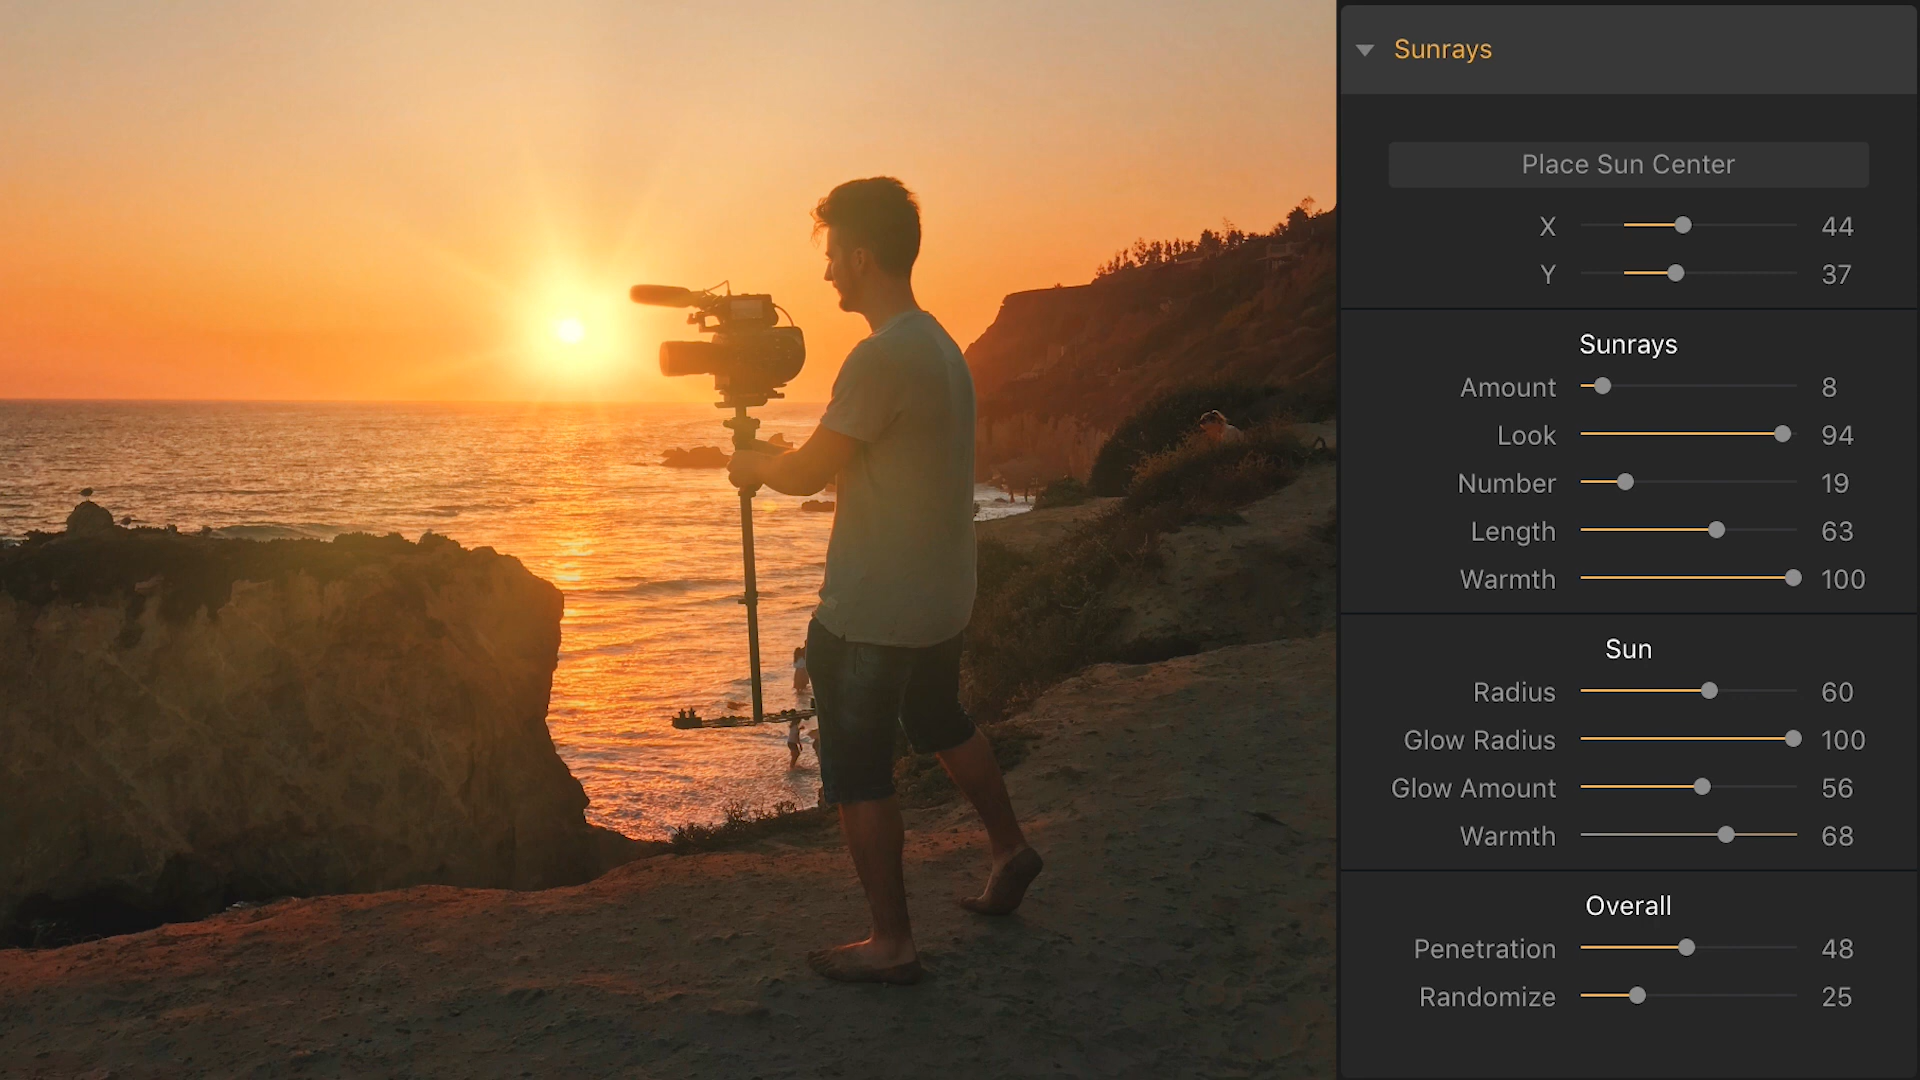 Sunrays
Place Sun Center
X 44
Y 37
Sunrays
Amount 8
Look 94
Number 19
Length 63
Warmth 100
Sun
Radius 60
Glow Radius 100
Glow Amount 56
Warmth 68
Overall
Penetration 48
Randomize 25